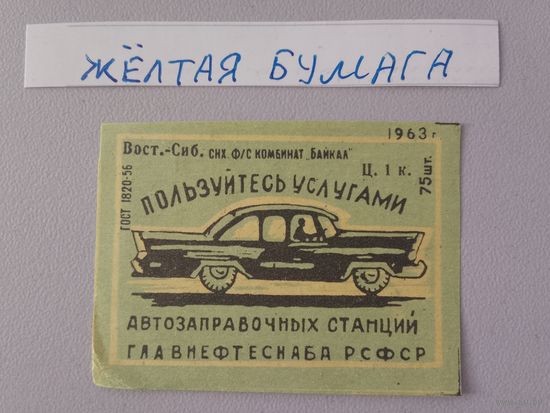 ЖЁЛТАЯ БУМАГА
1963 г
Вост.-Сиб. снх. ф/с комбинат „Байкал"
Ц. 1 к.
75 шт.
ГОСТ 1820-56
ПОЛЬЗУЙТЕСЬ УСЛУГАМИ
АВТОЗАПРАВОЧНЫХ СТАНЦИЙ
ГЛАВНЕФТЕСНАБА РСФСР